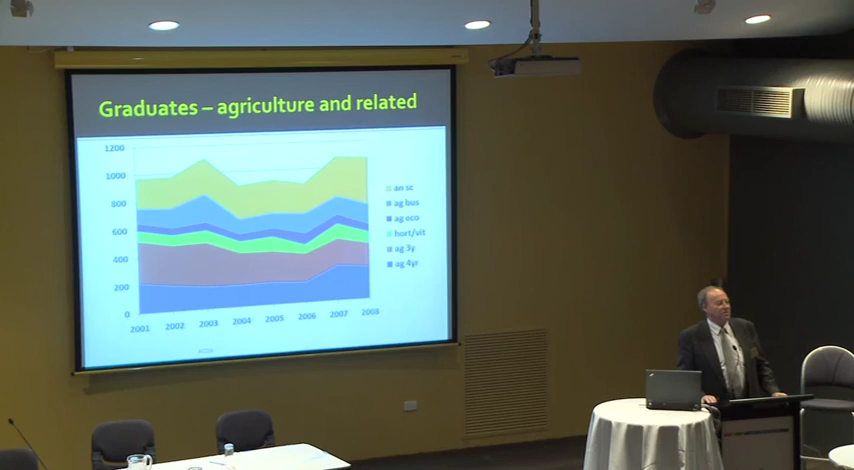 Graduates – agriculture and related
1200
1000
800
600
400
200
0
2001 2002 2003 2004 2005 2006 2007 2008
an sc
ag bus
ag eco
hort/vit
ag 3y
ag 4yr